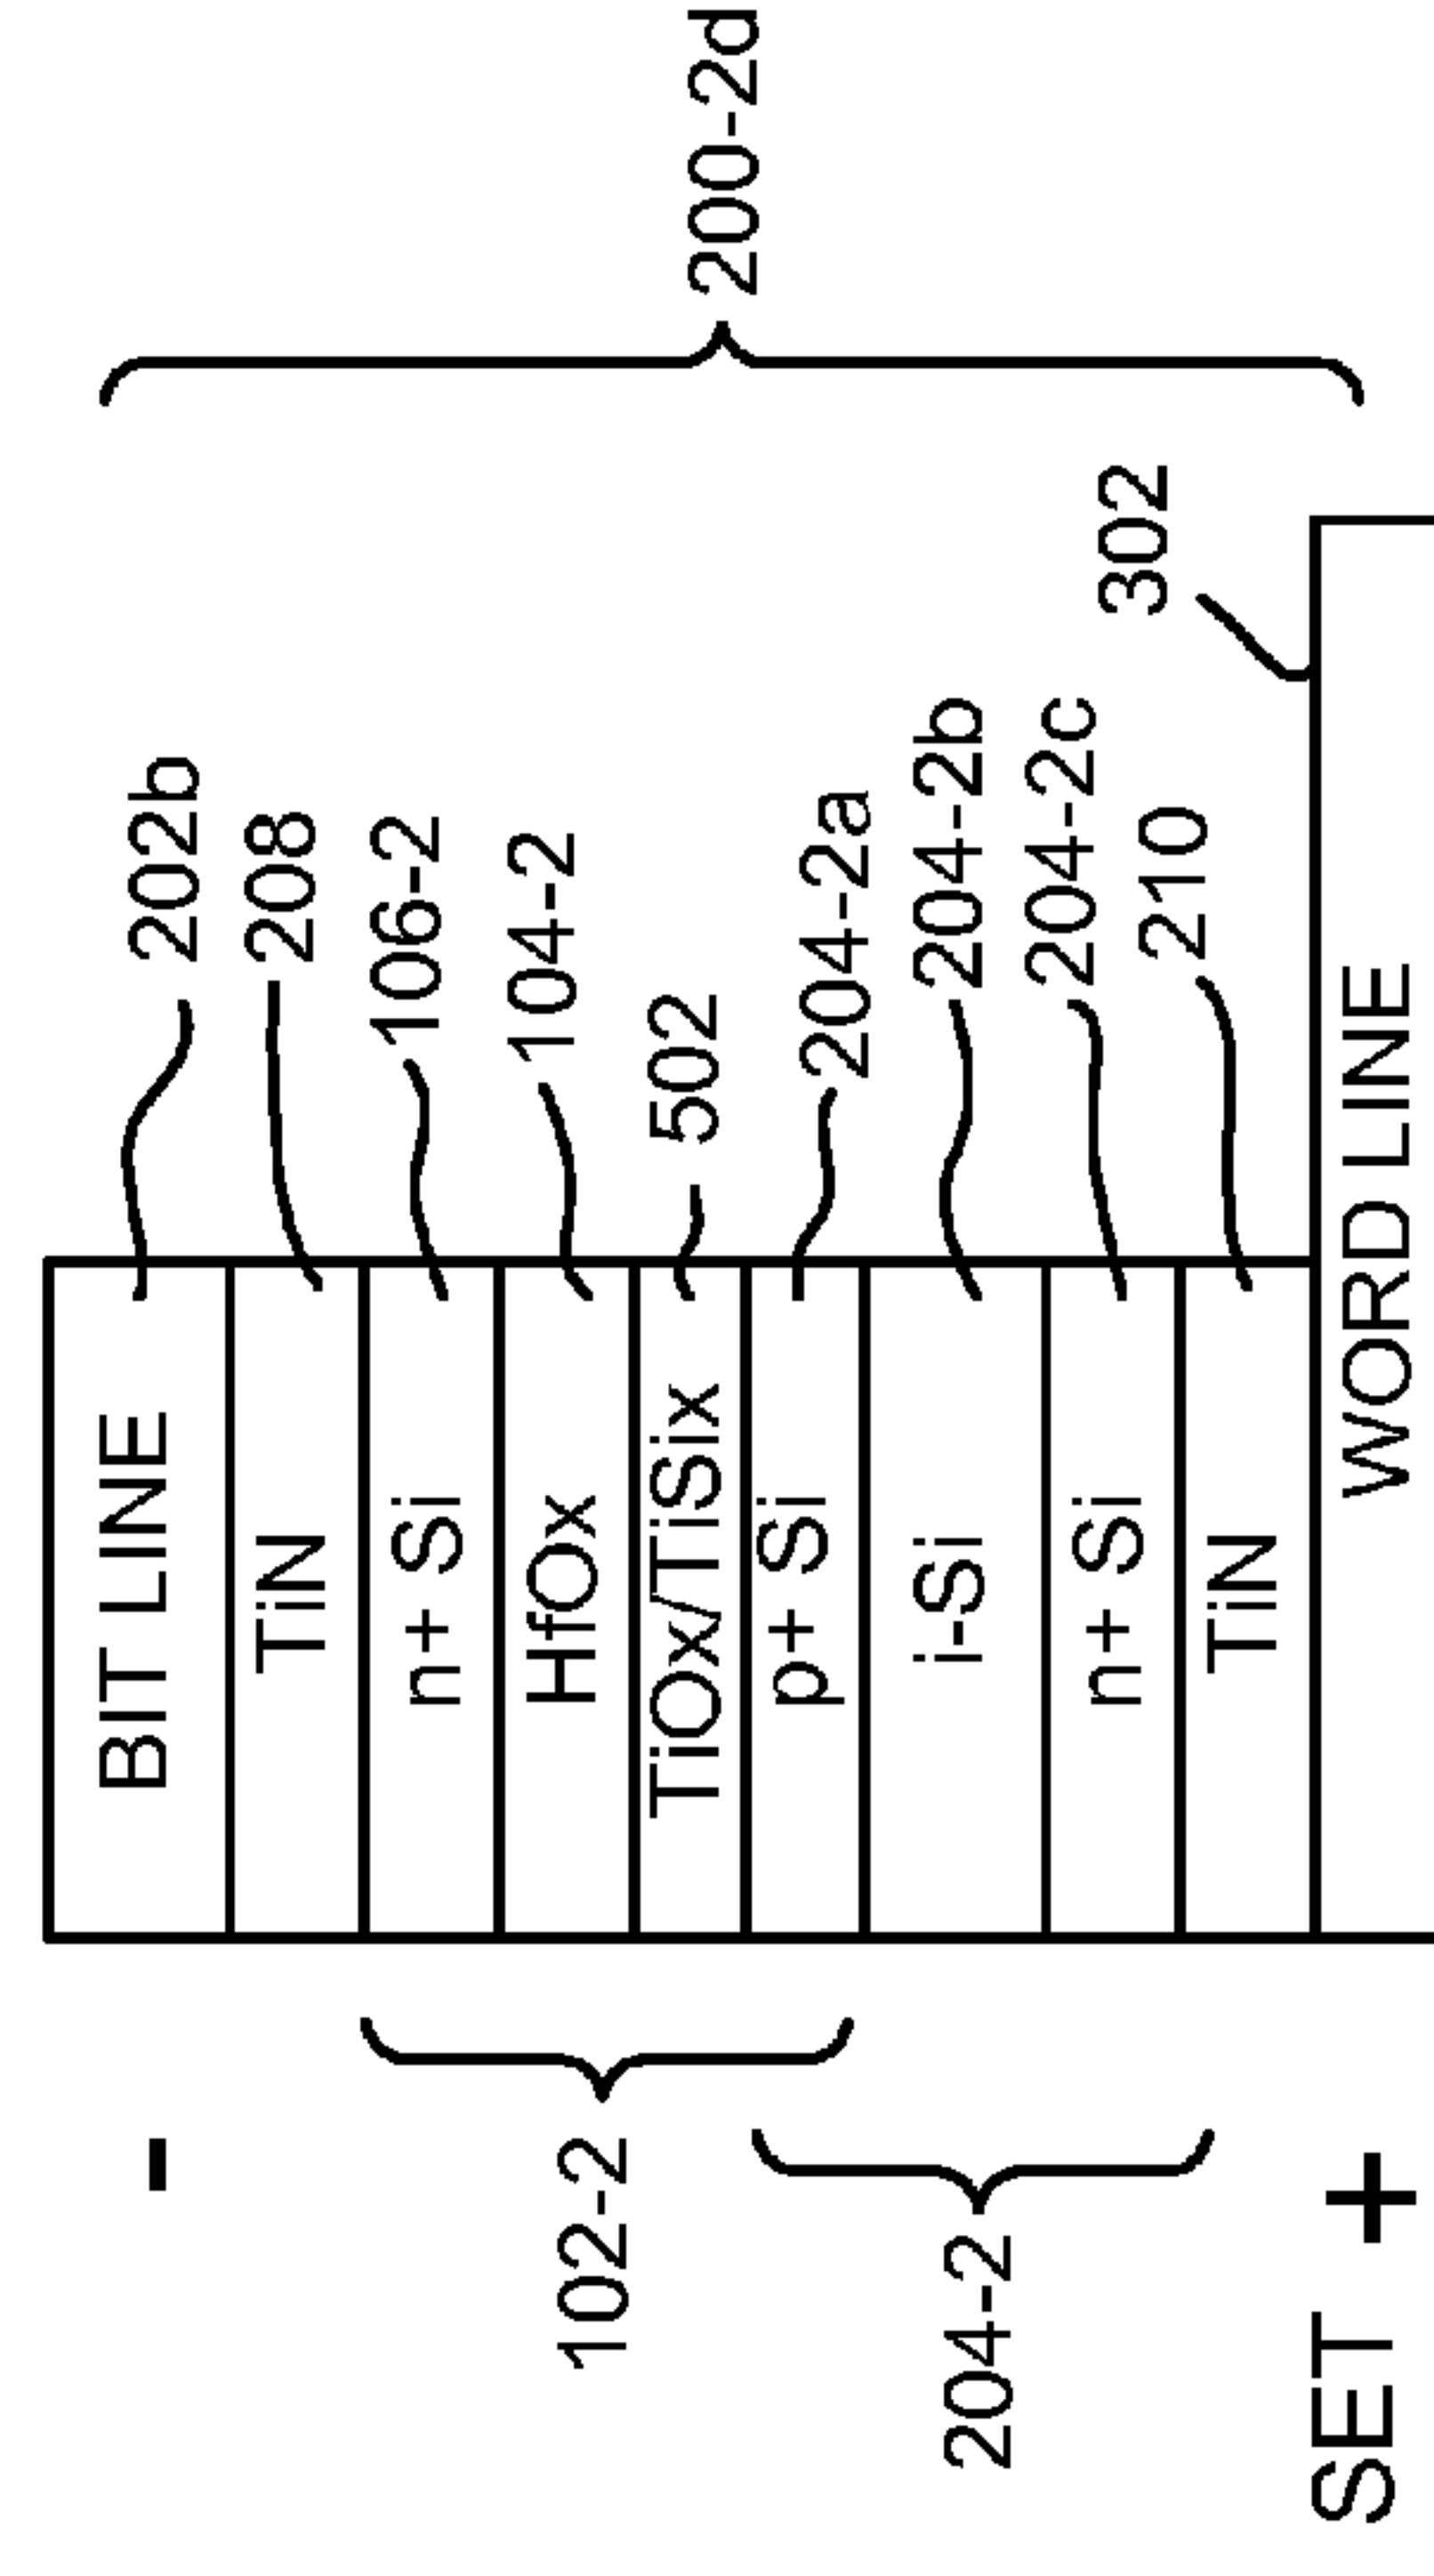 BIT LINE
TiN
n+ Si
HfOx
TiOx/TiSix
p+ Si
i-Si
n+ Si
TiN
WORD LINE
202b
208
106-2
104-2
502
204-2a
204-2b
204-2c
210
302
200-2d
-
102-2
204-2
SET +